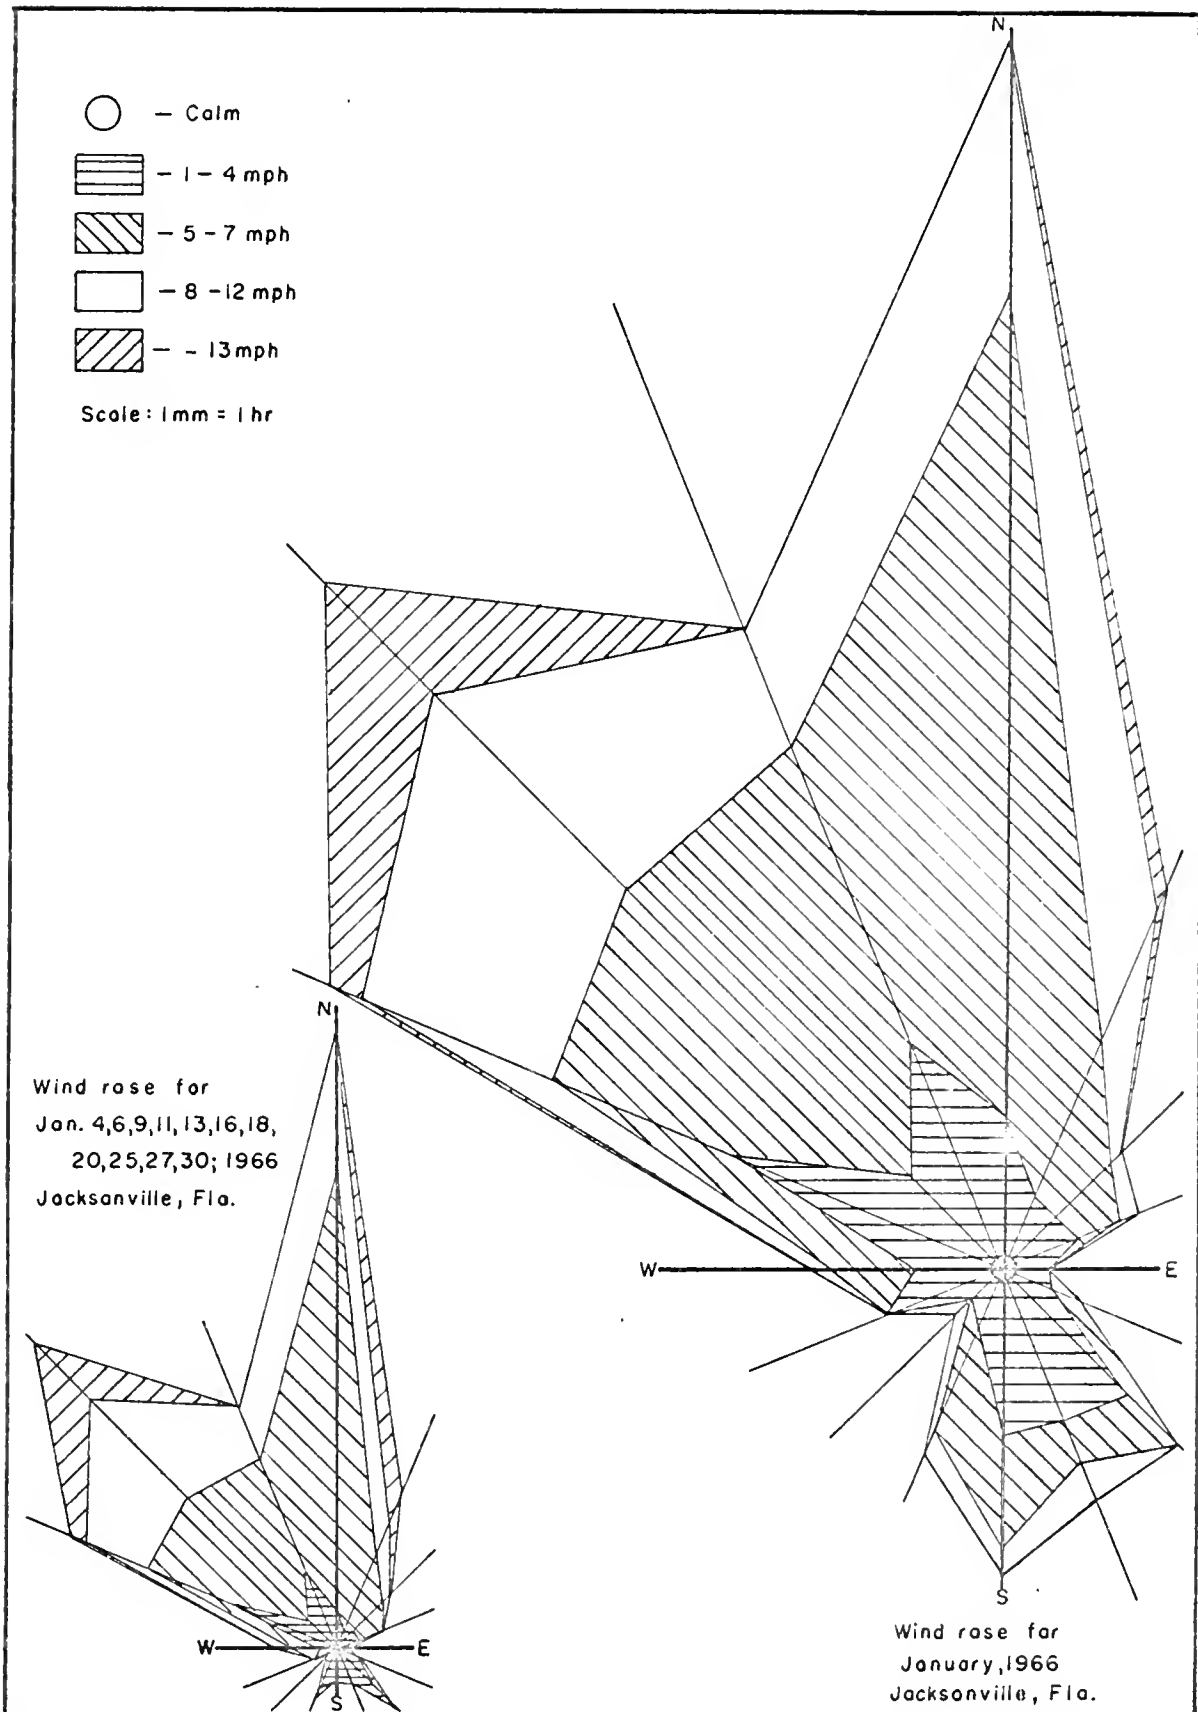 N
— Calm
— 1 – 4 mph
— 5 – 7 mph
— 8 – 12 mph
— – 13 mph
Scale: 1 mm = 1 hr
N
Wind rose for
Jan. 4,6,9,11,13,16,18,
20,25,27,30; 1966
Jacksonville, Fla.
W
E
W
E
S
S
Wind rose for
January, 1966
Jacksonville, Fla.